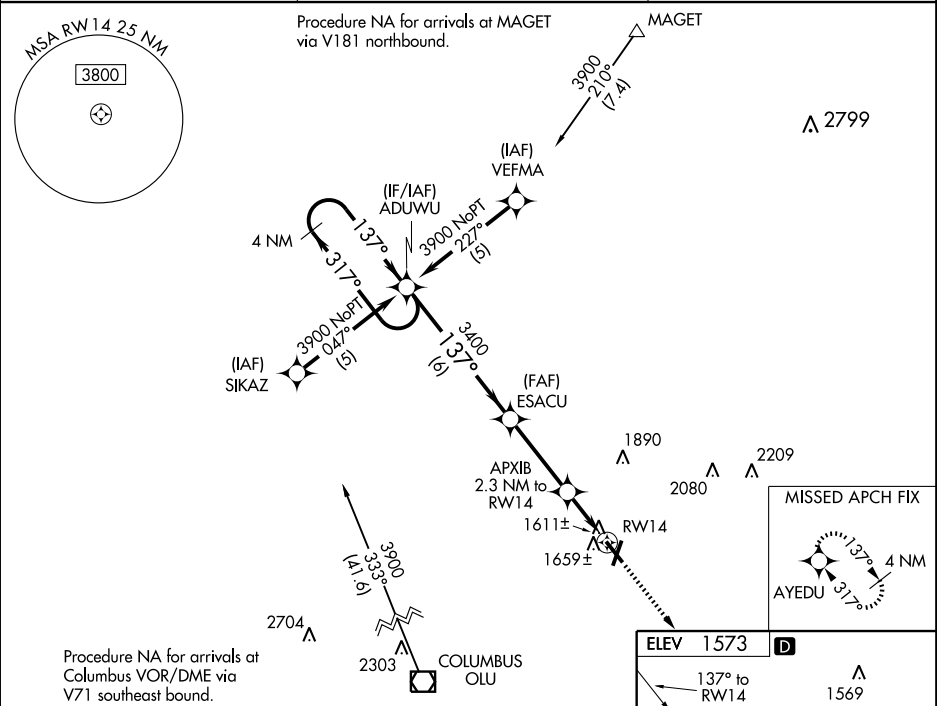 MSA RW14 25 NM
3800
Procedure NA for arrivals at MAGET
via V181 northbound.
MAGET
3900
210°
(7.4)
2799
(IAF)
VEFMA
(IF/IAF)
ADUWU
3900 NoPT
227°
(5)
4 NM
137°
317°
3900 NoPT
047°
(5)
(IAF)
SIKAZ
3400
137°
(6)
(FAF)
ESACU
1890
2080
2209
APXIB
2.3 NM to
RW14
1611±
RW14
1659±
MISSED APCH FIX
137°
4 NM
AYEDU
317°
3900
333°
(41.6)
2704
2303
COLUMBUS
OLU
Procedure NA for arrivals at
Columbus VOR/DME via
V71 southeast bound.
ELEV 1573 D
137° to
RW14
1569